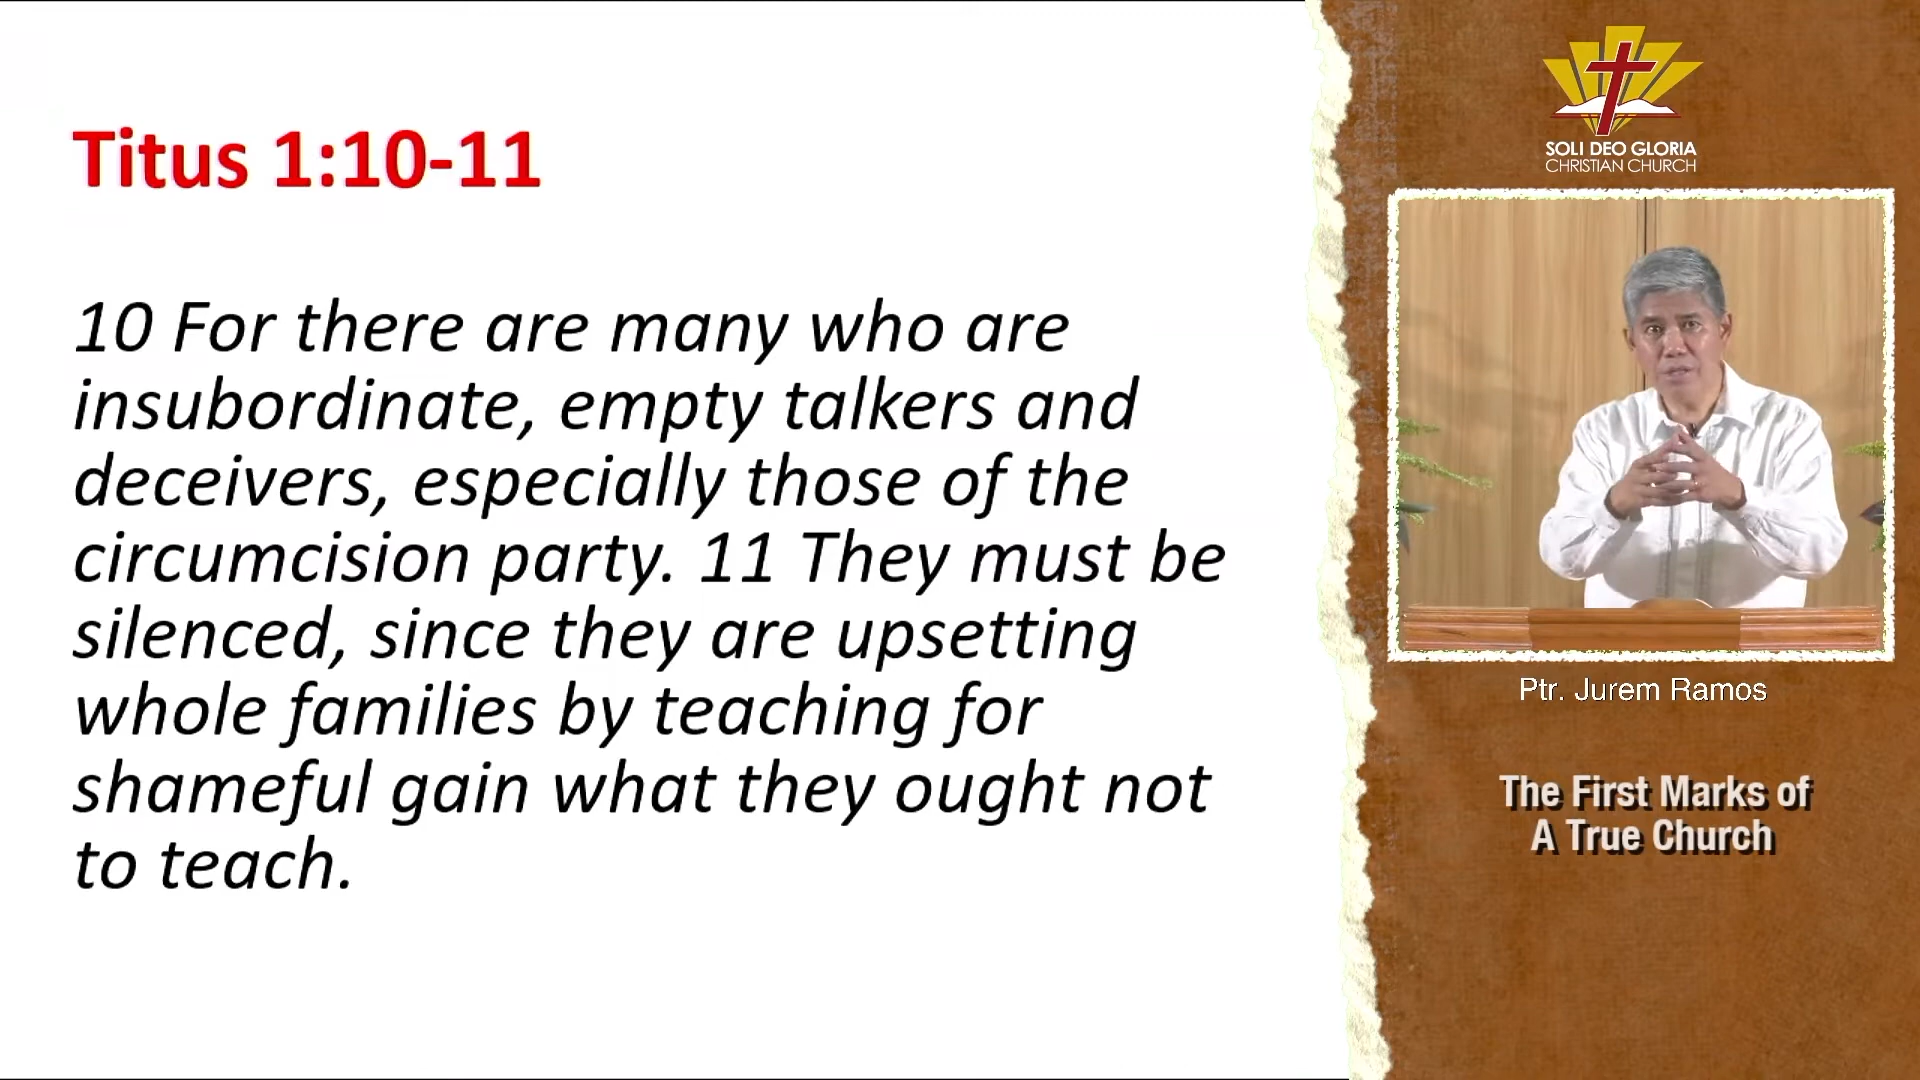 Titus 1:10-11
10 For there are many who are
insubordinate, empty talkers and
deceivers, especially those of the
circumcision party. 11 They must be
silenced, since they are upsetting
whole families by teaching for
shameful gain what they ought not
to teach.
SOLI DEO GLORIA
CHRISTIAN CHURCH
Ptr. Jurem Ramos
The First Marks of
A True Church